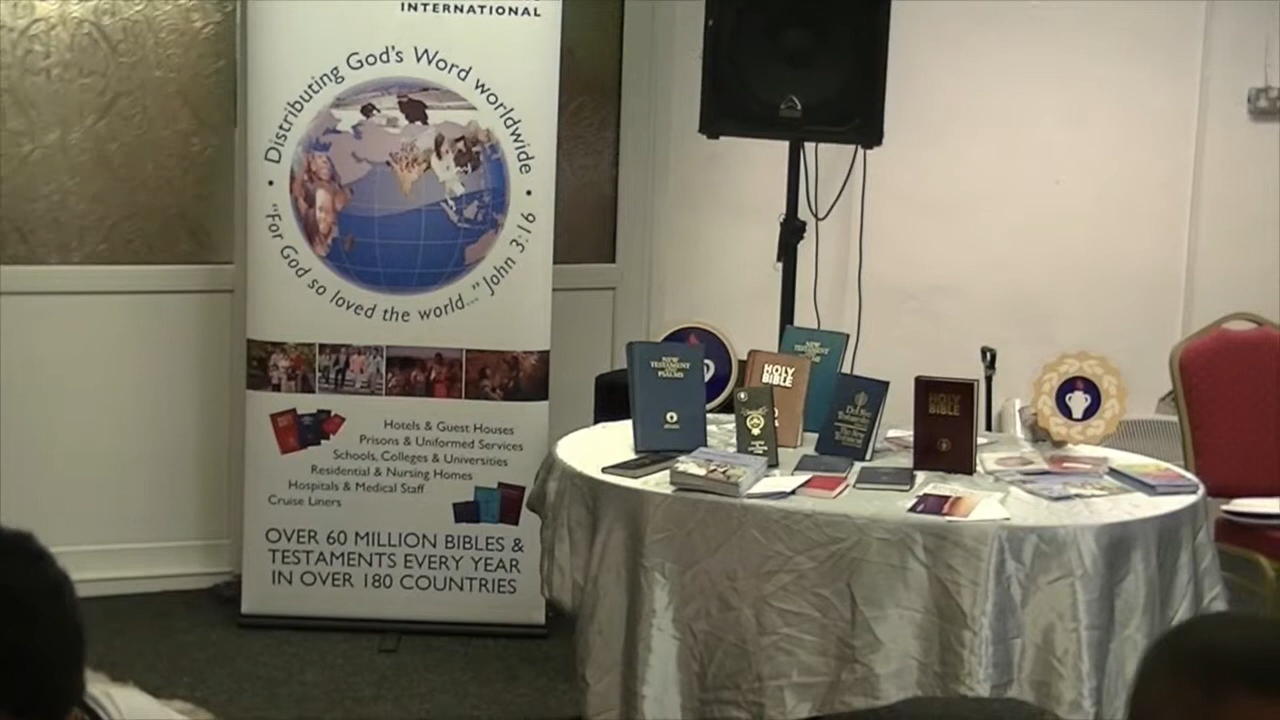 INTERNATIONAL
• Distributing God's Word worldwide •
"For God so loved the world..." John 3:16
Hotels & Guest Houses
Prisons & Uniformed Services
Schools, Colleges & Universities
Residential & Nursing Homes
Hospitals & Medical Staff
Cruise Liners
OVER 60 MILLION BIBLES &
TESTAMENTS EVERY YEAR
IN OVER 180 COUNTRIES
NEW
TESTAMENT
PSALMS
HOLY
BIBLE
NEW
TESTAMENT
PSALMS
Testament
HOLY
BIBLE